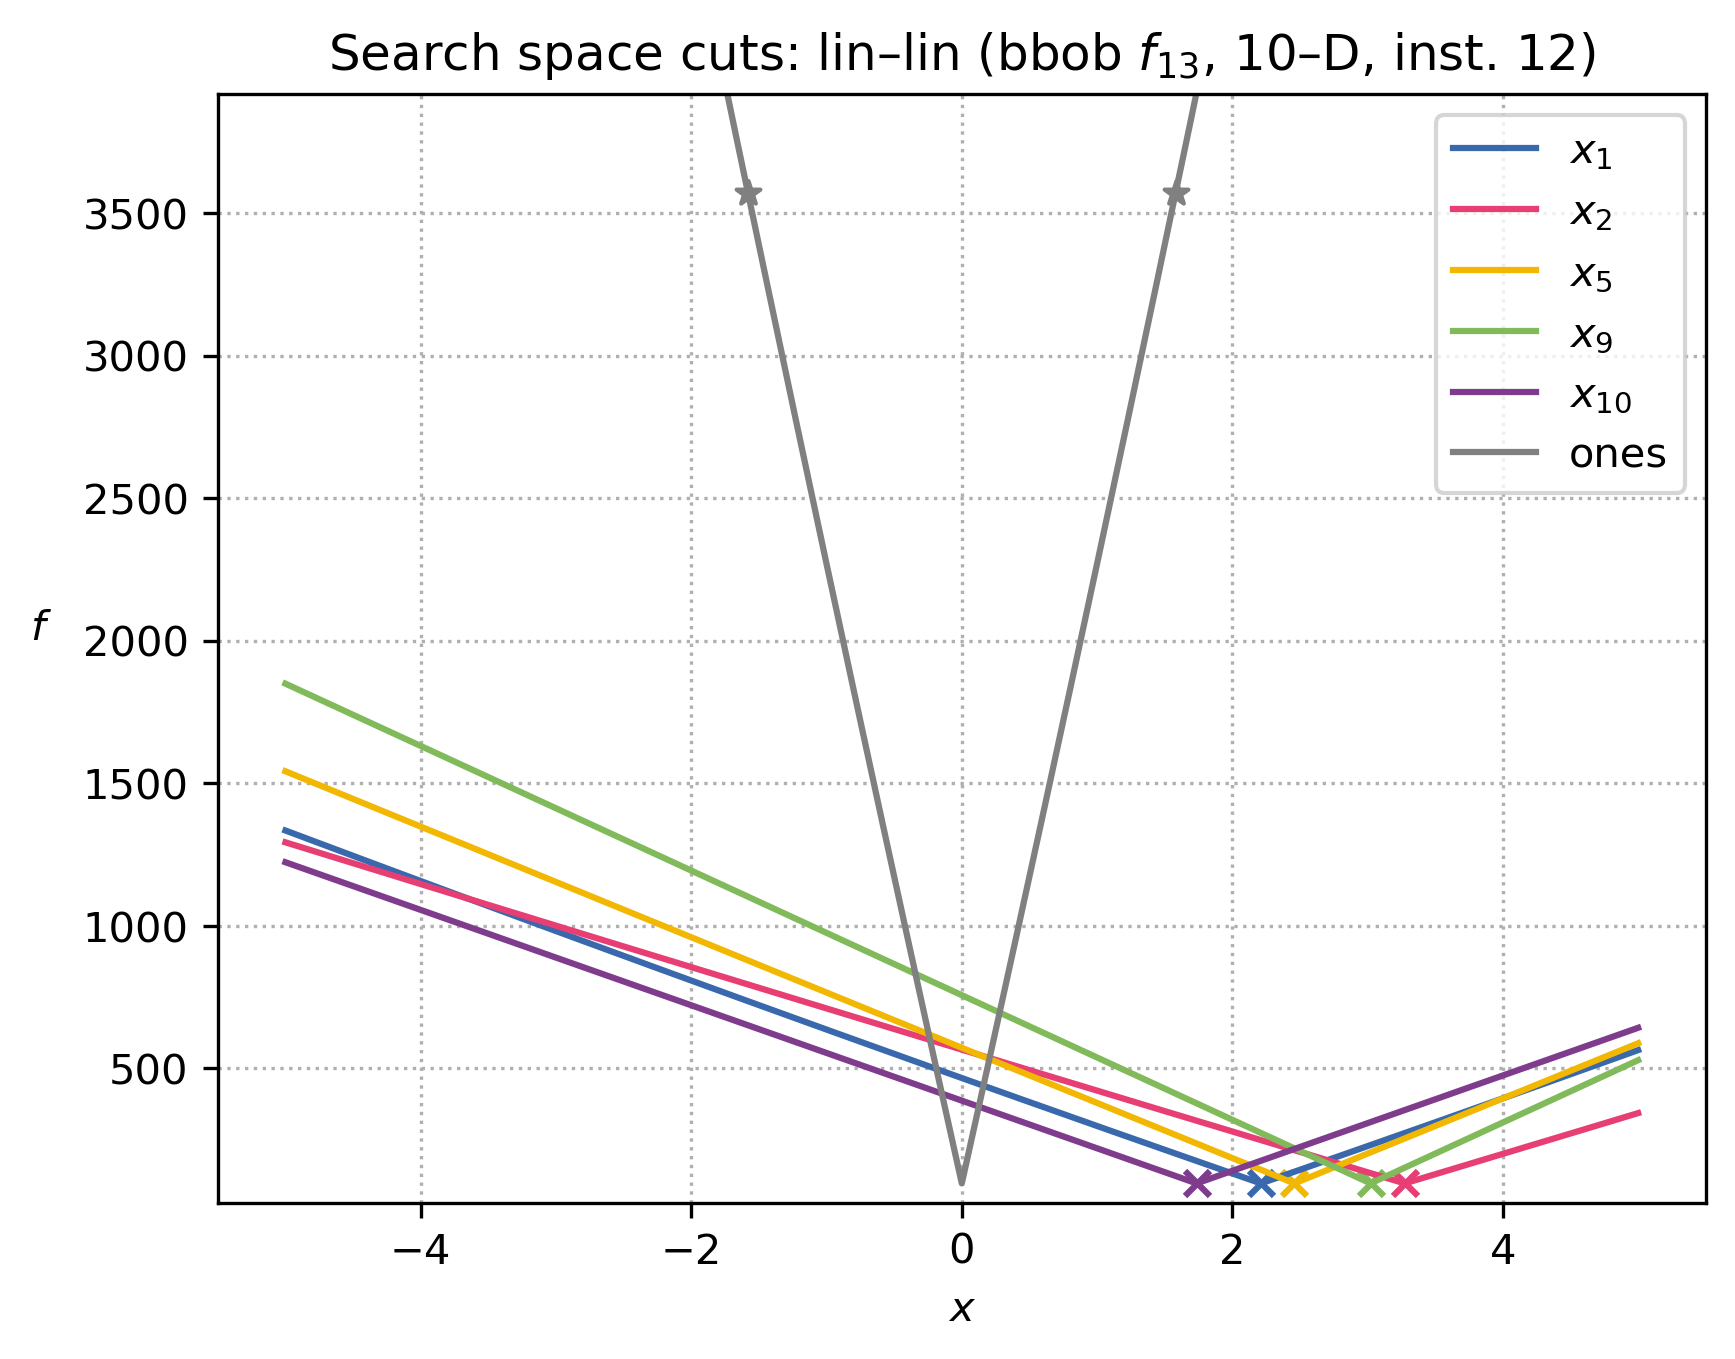 Search space cuts: lin–lin (bbob f₁₃, 10–D, inst. 12)
x₁
x₂
x₅
x₉
x₁₀
ones
3500
3000
2500
2000
1500
1000
500
f
−4 −2 0 2 4
x